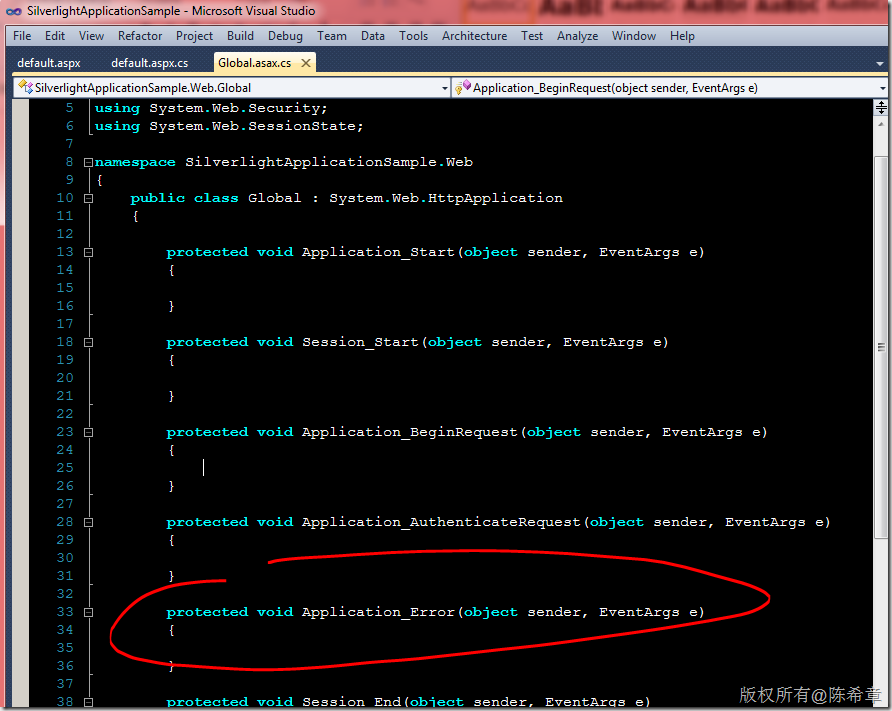 SilverlightApplicationSample - Microsoft Visual Studio
File Edit View Refactor Project Build Debug Team Data Tools Architecture Test Analyze Window Help
default.aspx default.aspx.cs Global.asax.cs
SilverlightApplicationSample.Web.Global Application_BeginRequest(object sender, EventArgs e)
5 using System.Web.Security;
6 using System.Web.SessionState;
7
8 namespace SilverlightApplicationSample.Web
9 {
10 public class Global : System.Web.HttpApplication
11 {
12
13 protected void Application_Start(object sender, EventArgs e)
14 {
15
16 }
17
18 protected void Session_Start(object sender, EventArgs e)
19 {
20
21 }
22
23 protected void Application_BeginRequest(object sender, EventArgs e)
24 {
25
26 }
27
28 protected void Application_AuthenticateRequest(object sender, EventArgs e)
29 {
30
31 }
32
33 protected void Application_Error(object sender, EventArgs e)
34 {
35
36 }
37
38 protected void Session_End(object sender, EventArgs e)
版权所有@陈希章